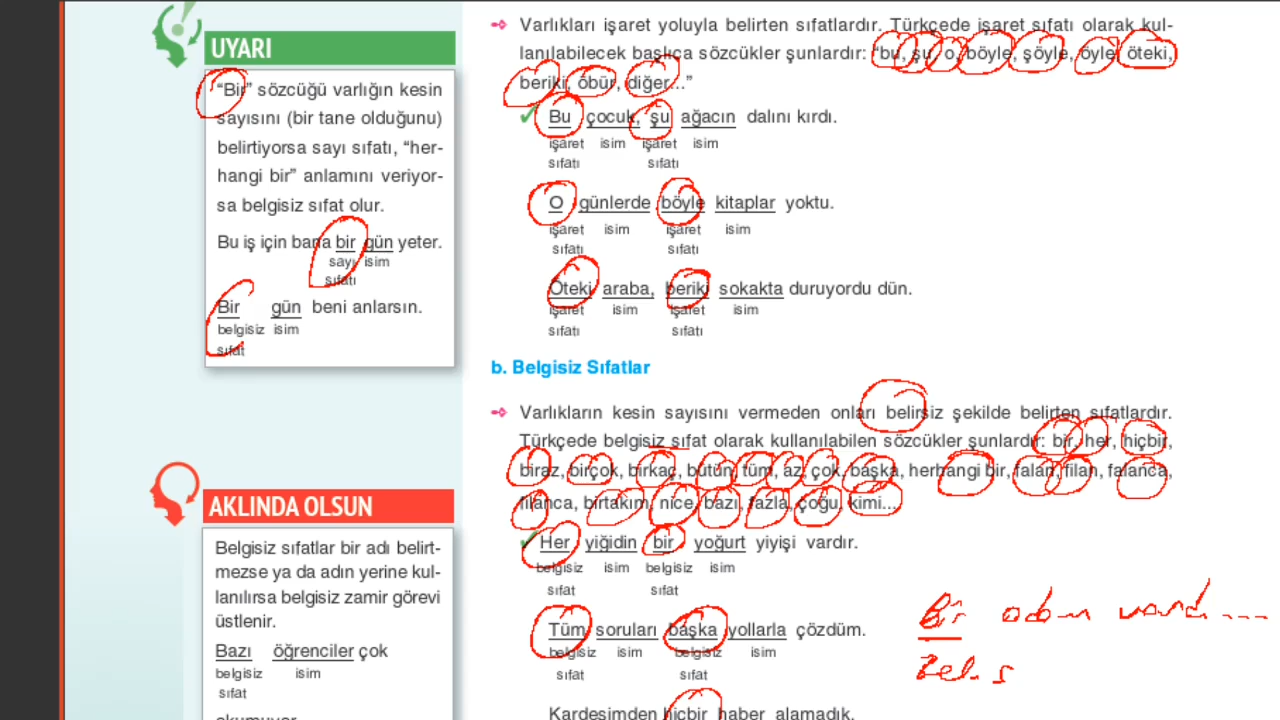 UYARI
"Bir" sözcüğü varlığın kesin
sayısını (bir tane olduğunu)
belirtiyorsa sayı sıfatı, "her-
hangi bir" anlamını veriyor-
sa belgisiz sıfat olur.
Bu iş için bana bir gün yeter.
sayı isim
sıfatı
Bir gün beni anlarsın.
belgisiz isim
sıfat
AKLINDA OLSUN
Belgisiz sıfatlar bir adı belirt-
mezse ya da adın yerine kul-
lanılırsa belgisiz zamir görevi
üstlenir.
Bazı öğrenciler çok
belgisiz isim
sıfat
okumuyor
Varlıkları işaret yoluyla belirten sıfatlardır. Türkçede işaret sıfatı olarak kul-
lanılabilecek başlıca sözcükler şunlardır: "bu, şu, o, böyle, şöyle, öyle, öteki,
beriki, öbür, diğer..."
Bu çocuk, şu ağacın dalını kırdı.
işaret isim işaret isim
sıfatı sıfatı
O günlerde böyle kitaplar yoktu.
işaret isim işaret isim
sıfatı sıfatı
Öteki araba, beriki sokakta duruyordu dün.
işaret isim işaret isim
sıfatı sıfatı
b. Belgisiz Sıfatlar
Varlıkların kesin sayısını vermeden onları belirsiz şekilde belirten sıfatlardır.
Türkçede belgisiz sıfat olarak kullanılabilen sözcükler şunlardır: bir, her, hiçbir,
biraz, birçok, birkaç, bütün, tüm, az, çok, başka, herhangi bir, falan, filan, falanca,
filanca, birtakım, nice, bazı, fazla, çoğu, kimi...
Her yiğidin bir yoğurt yiyişi vardır.
belgisiz isim belgisiz isim
sıfat sıfat
Tüm soruları başka yollarla çözdüm.
belgisiz isim belgisiz isim
sıfat sıfat
Kardeşimden hiçbir haber alamadık.
Bir adam vardı....
bel. s